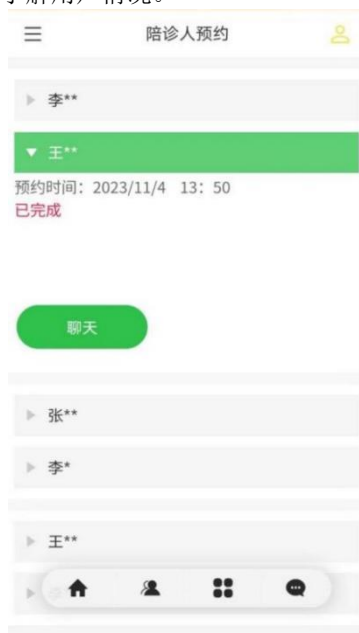 陪诊人预约
李**
王**
预约时间：2023/11/4 13：50
已完成
聊天
张**
李*
王**